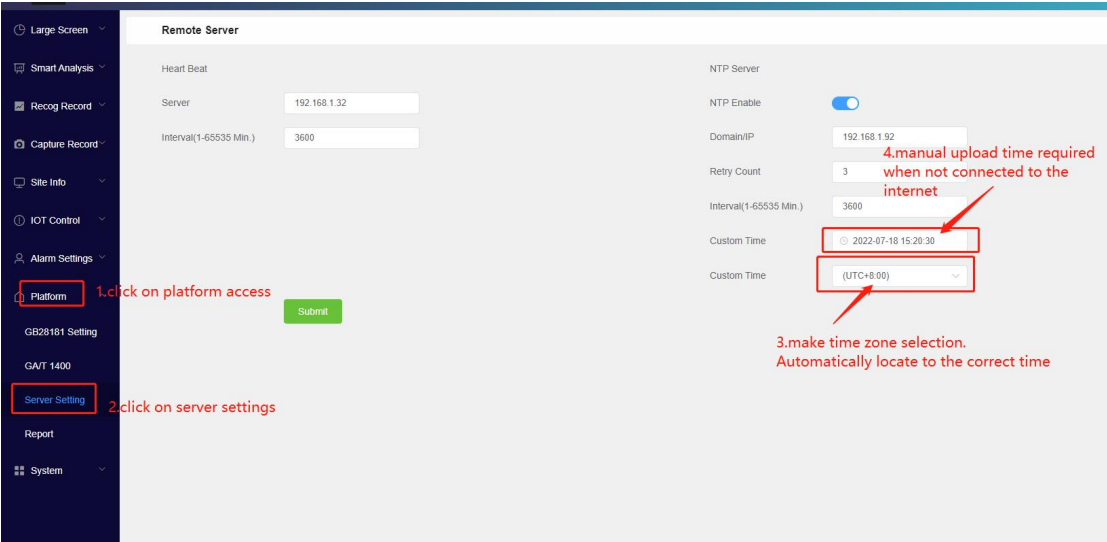 Large Screen
Smart Analysis
Recog Record
Capture Record
Site Info
IOT Control
Alarm Settings
Platform
GB28181 Setting
GA/T 1400
Server Setting
Report
System
1.click on platform access
2.click on server settings
Remote Server
Heart Beat
Server
192.168.1.32
Interval(1-65535 Min.)
3600
Submit
NTP Server
NTP Enable
Domain/IP
192.168.1.92
Retry Count
3
Interval(1-65535 Min.)
3600
Custom Time
2022-07-18 15:20:30
Custom Time
(UTC+8:00)
4.manual upload time required
when not connected to the
internet
3.make time zone selection.
Automatically locate to the correct time